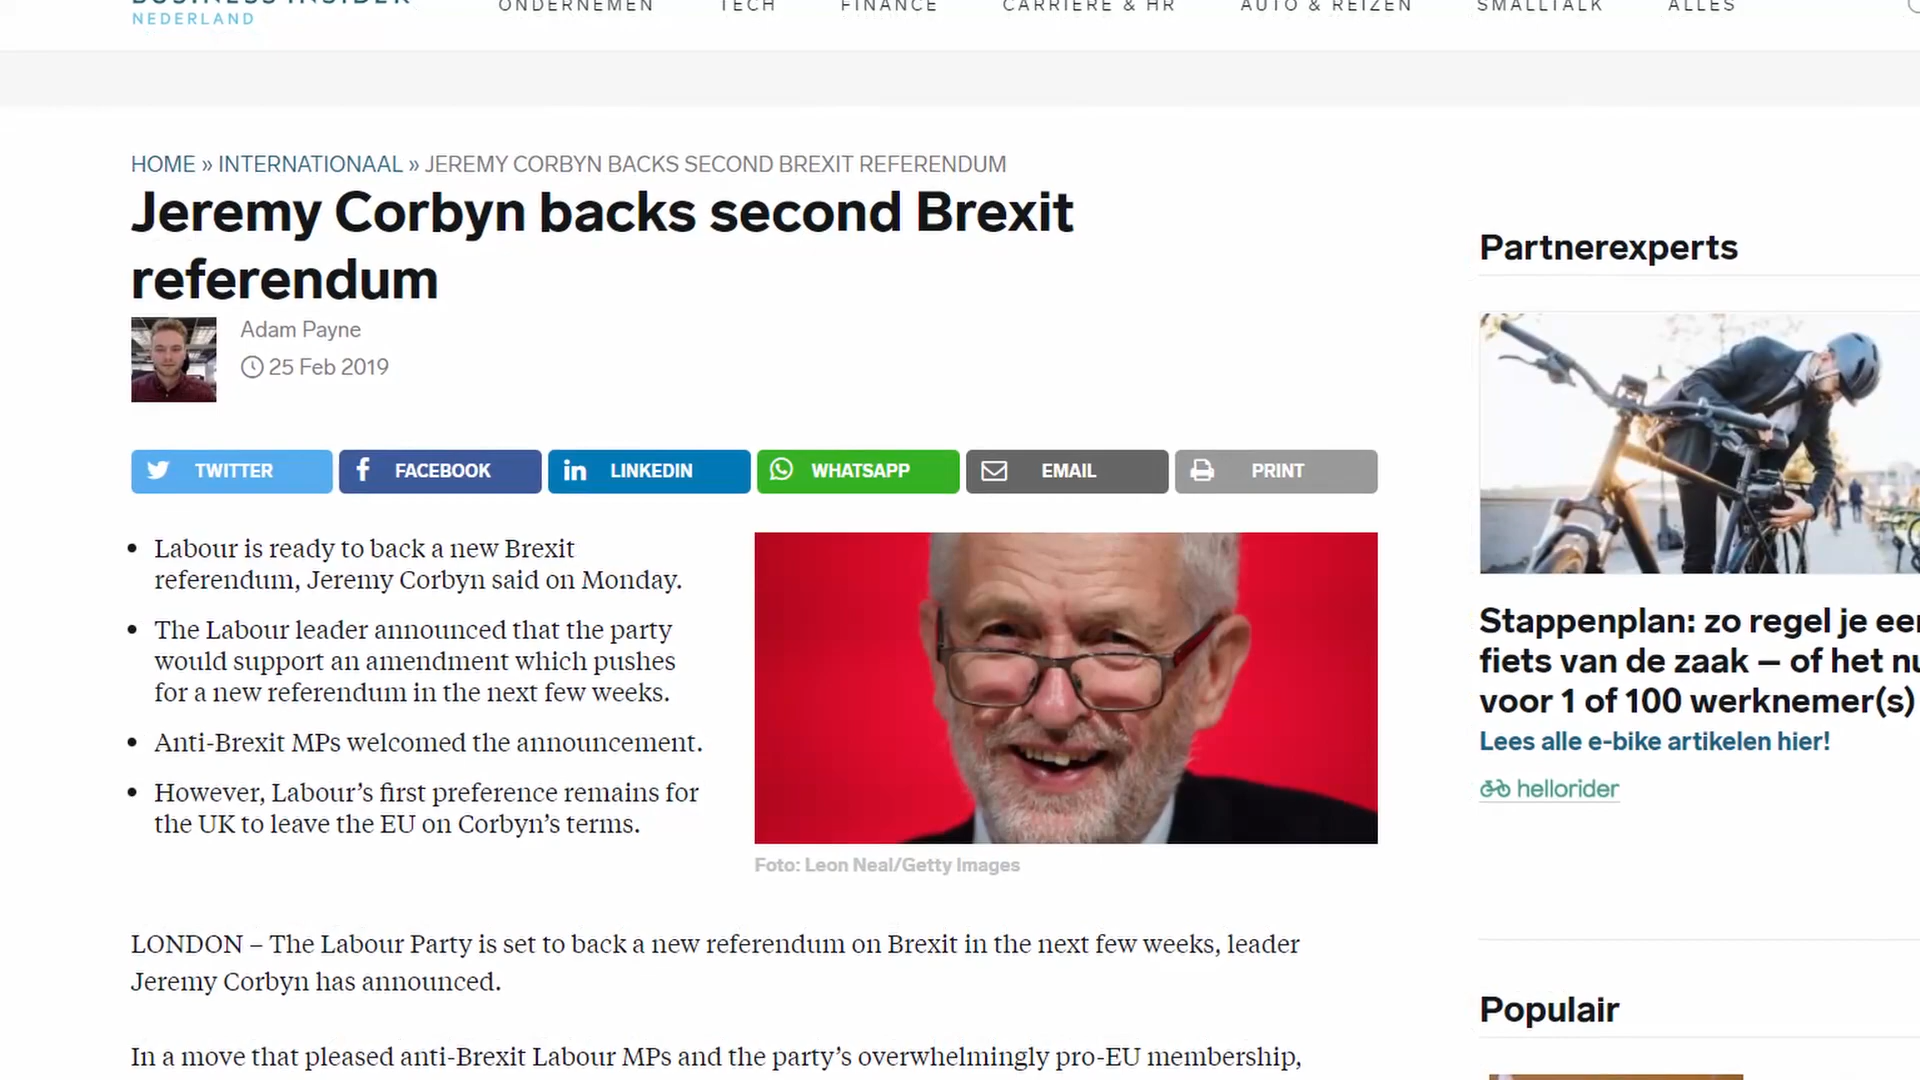 BUSINESS INSIDER
NEDERLAND
ONDERNEMEN TECH FINANCE CARRIERE & HR AUTO & REIZEN SMALLTALK ALLES
HOME » INTERNATIONAAL » JEREMY CORBYN BACKS SECOND BREXIT REFERENDUM
Jeremy Corbyn backs second Brexit
referendum
Adam Payne
25 Feb 2019
TWITTER FACEBOOK LINKEDIN WHATSAPP EMAIL PRINT
Labour is ready to back a new Brexit
referendum, Jeremy Corbyn said on Monday.
The Labour leader announced that the party
would support an amendment which pushes
for a new referendum in the next few weeks.
Anti-Brexit MPs welcomed the announcement.
However, Labour’s first preference remains for
the UK to leave the EU on Corbyn’s terms.
Foto: Leon Neal/Getty Images
LONDON – The Labour Party is set to back a new referendum on Brexit in the next few weeks, leader
Jeremy Corbyn has announced.
In a move that pleased anti-Brexit Labour MPs and the party’s overwhelmingly pro-EU membership,
Partnerexperts
Stappenplan: zo regel je
fiets van de zaak – of het
voor 1 of 100 werknemer(s)
Lees alle e-bike artikelen hier!
hellorider
Populair